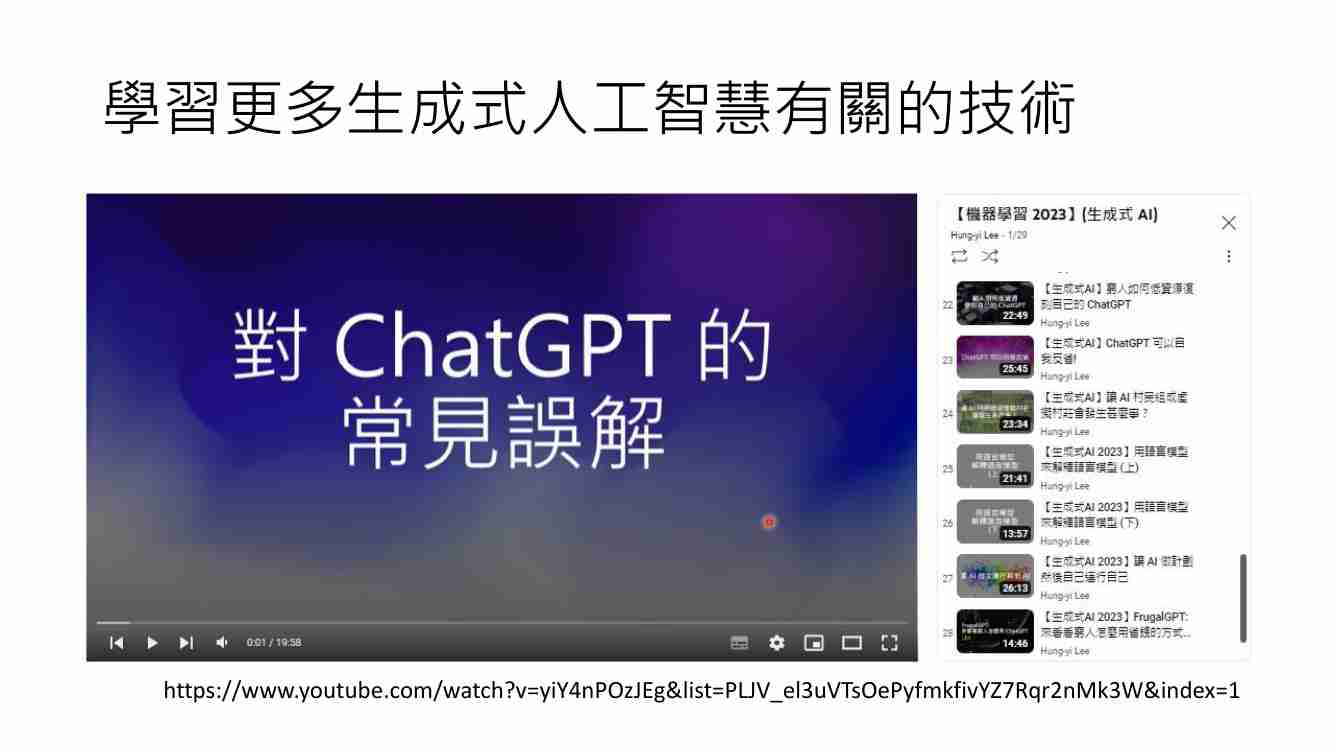 學習更多生成式人工智慧有關的技術
對 ChatGPT 的
常見誤解
0:01 / 19:58
【機器學習 2023】(生成式 AI)
Hung-yi Lee - 1/29
22
22:49
【生成式AI】窮人如何低資源復
刻自己的 ChatGPT
Hung-yi Lee
23
25:45
【生成式AI】ChatGPT 可以自
我反省!
Hung-yi Lee
24
23:34
【生成式AI】讓 AI 村民組成虛
擬村莊會發生甚麼事？
Hung-yi Lee
25
21:41
【生成式AI 2023】用語言模型
來解釋語言模型 (上)
Hung-yi Lee
26
13:57
【生成式AI 2023】用語言模型
來解釋語言模型 (下)
Hung-yi Lee
27
26:13
【生成式AI 2023】讓 AI 做計劃
然後自己運行自己
Hung-yi Lee
28
FrugalGPT
14:46
【生成式AI 2023】FrugalGPT:
來看看窮人怎麼用省錢的方式...
Hung-yi Lee
https://www.youtube.com/watch?v=yiY4nPOzJEg&list=PLJV_el3uVTsOePyfmkfivYZ7Rqr2nMk3W&index=1